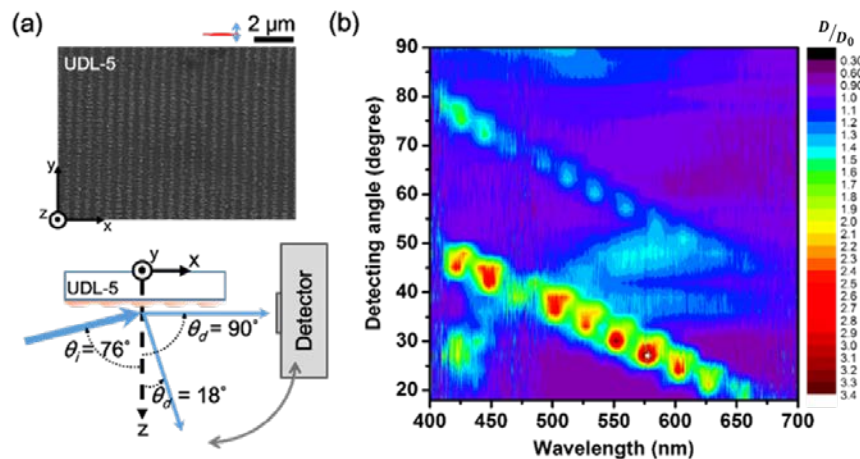 (a)
2 μm
UDL-5
y
z
x
y
x
UDL-5
θi = 76°
θd = 90°
θd = 18°
z
Detector
(b)
D/D0
Detecting angle (degree)
90
80
70
60
50
40
30
20
400 450 500 550 600 650 700
Wavelength (nm)
0.30
0.60
0.90
1.0
1.1
1.2
1.3
1.4
1.5
1.6
1.7
1.8
1.9
2.0
2.1
2.2
2.3
2.4
2.5
2.6
2.7
2.8
2.9
3.0
3.1
3.2
3.3
3.4